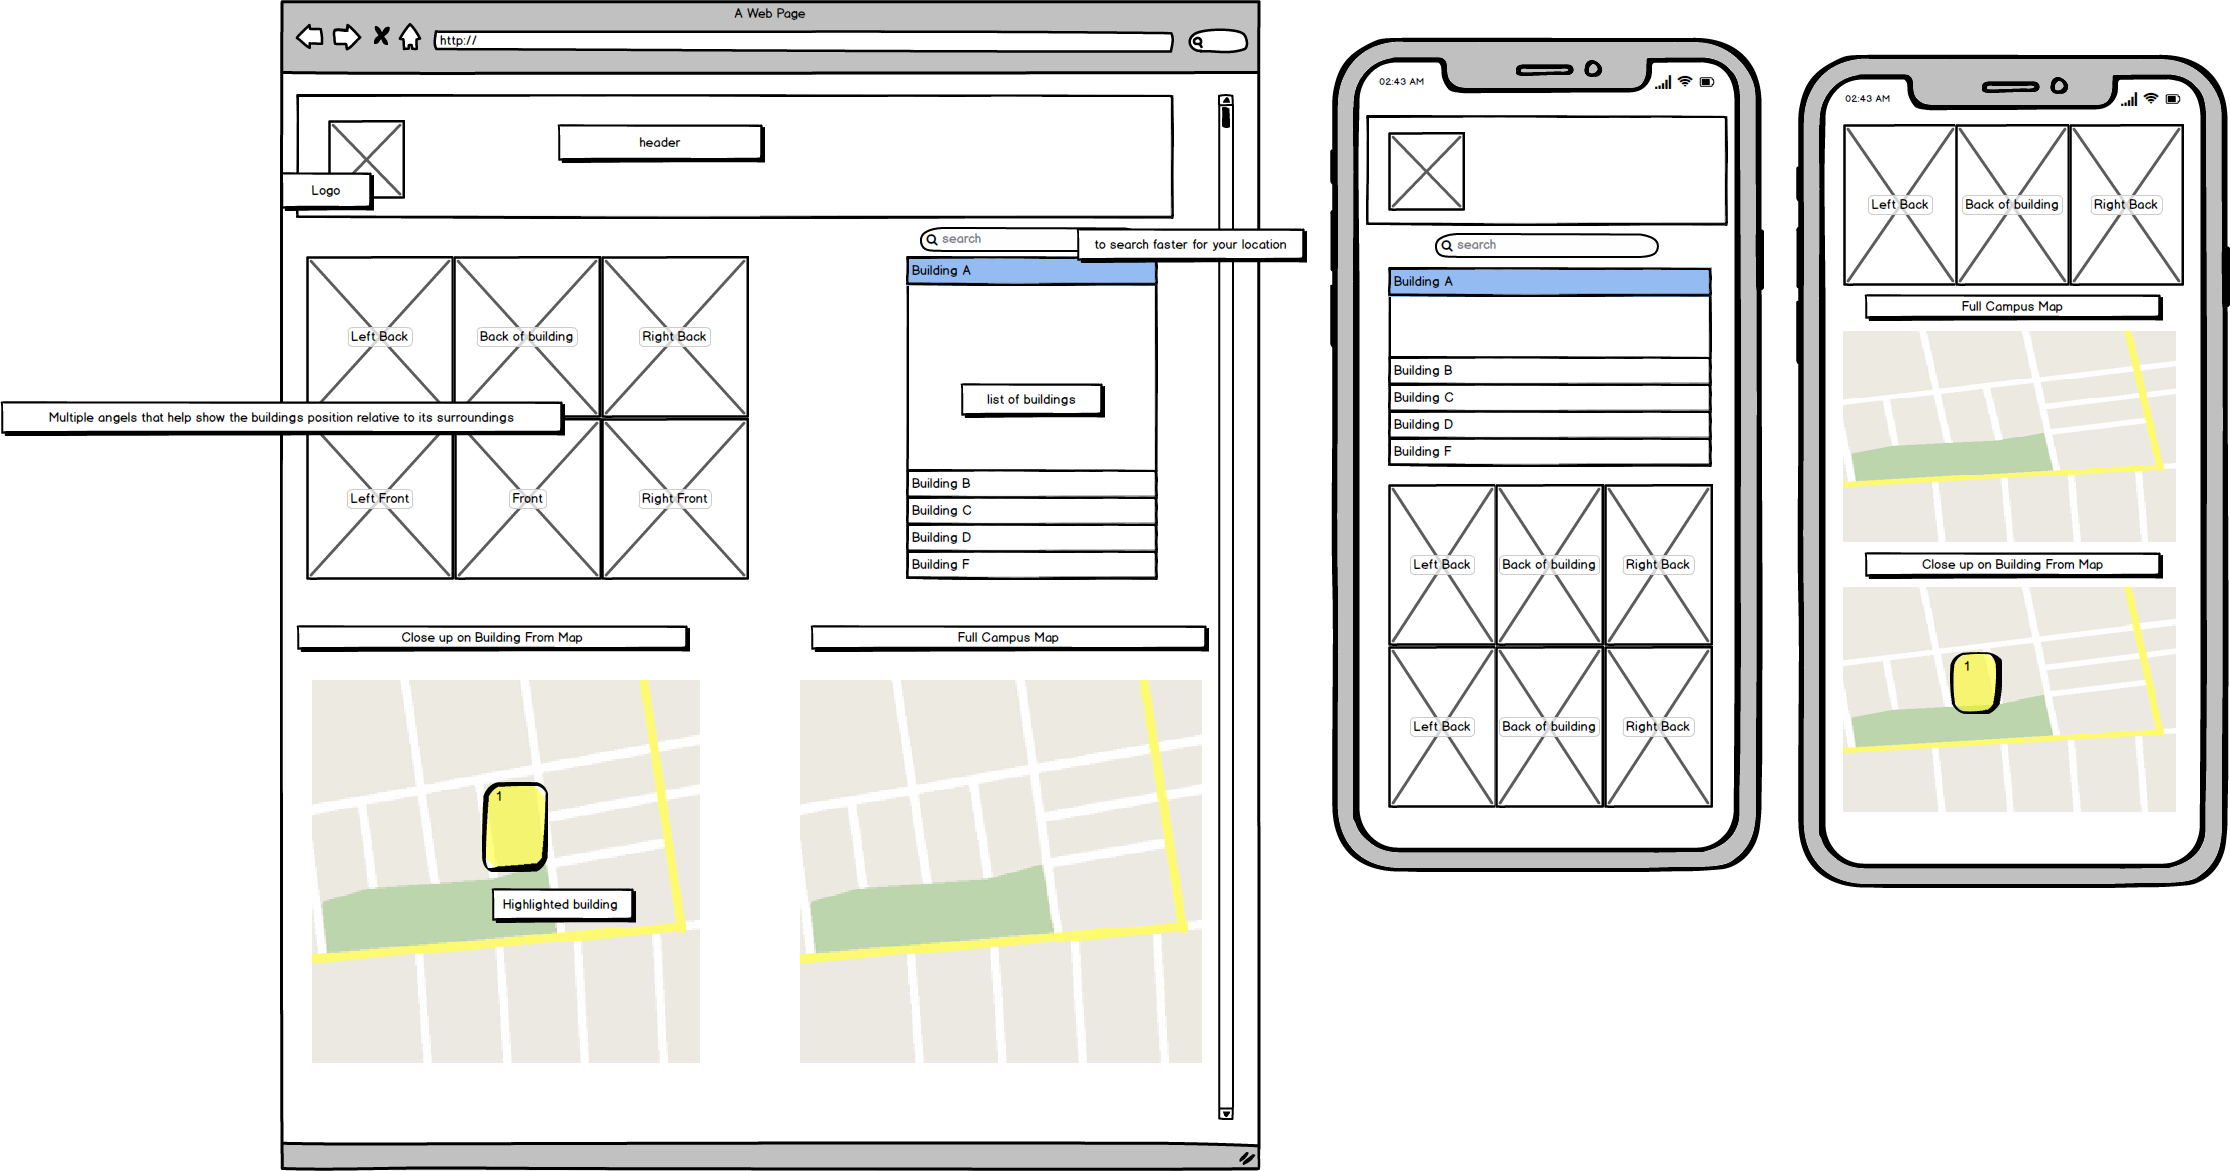 A Web Page
http://
header
Logo
search
to search faster for your location
Building A
Left Back
Back of building
Right Back
list of buildings
Multiple angels that help show the buildings position relative to its surroundings
Left Front
Front
Right Front
Building B
Building C
Building D
Building F
Close up on Building From Map
Full Campus Map
1
Highlighted building
02:43 AM
search
Building A
Building B
Building C
Building D
Building F
Left Back
Back of building
Right Back
Left Back
Back of building
Right Back
02:43 AM
Left Back
Back of building
Right Back
Full Campus Map
Close up on Building From Map
1